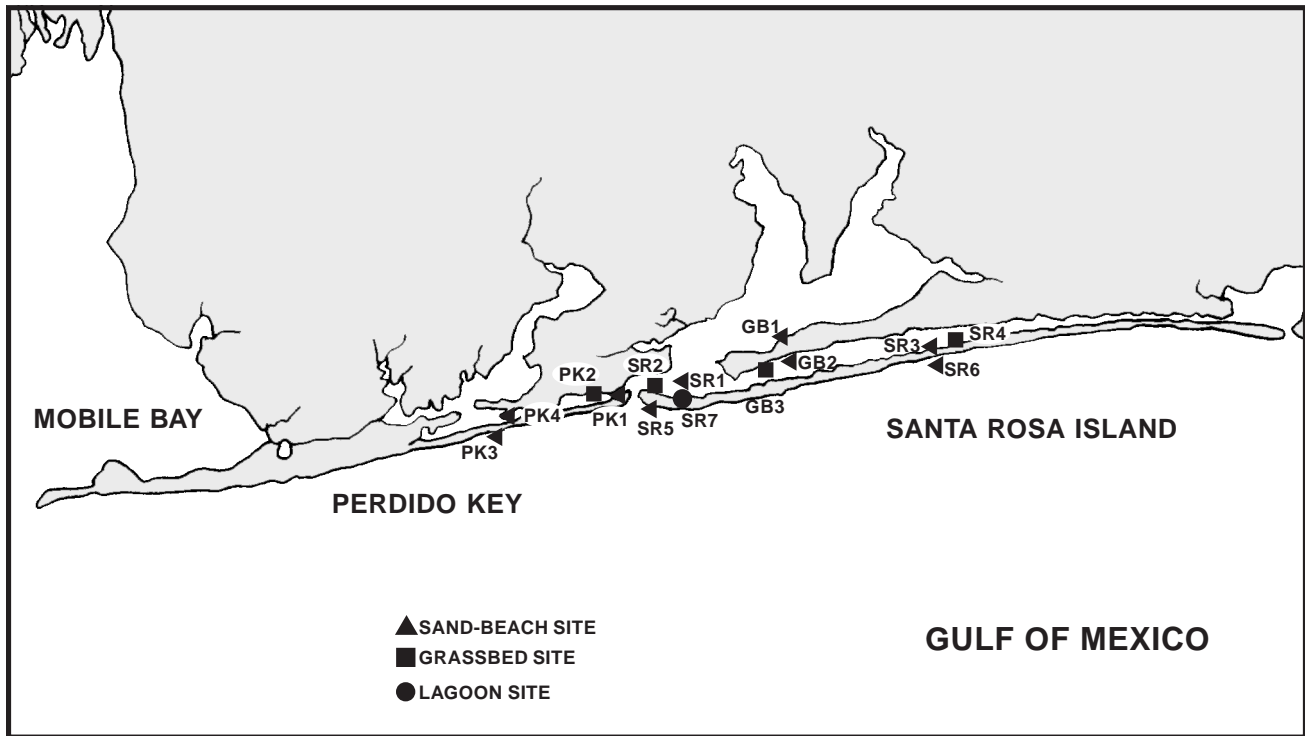 GB1
SR3
SR4
SR2
GB2
SR6
PK2
SR1
GB3
MOBILE BAY
PK4
PK1
SR5
SR7
SANTA ROSA ISLAND
PK3
PERDIDO KEY
SAND-BEACH SITE
GRASSBED SITE
LAGOON SITE
GULF OF MEXICO